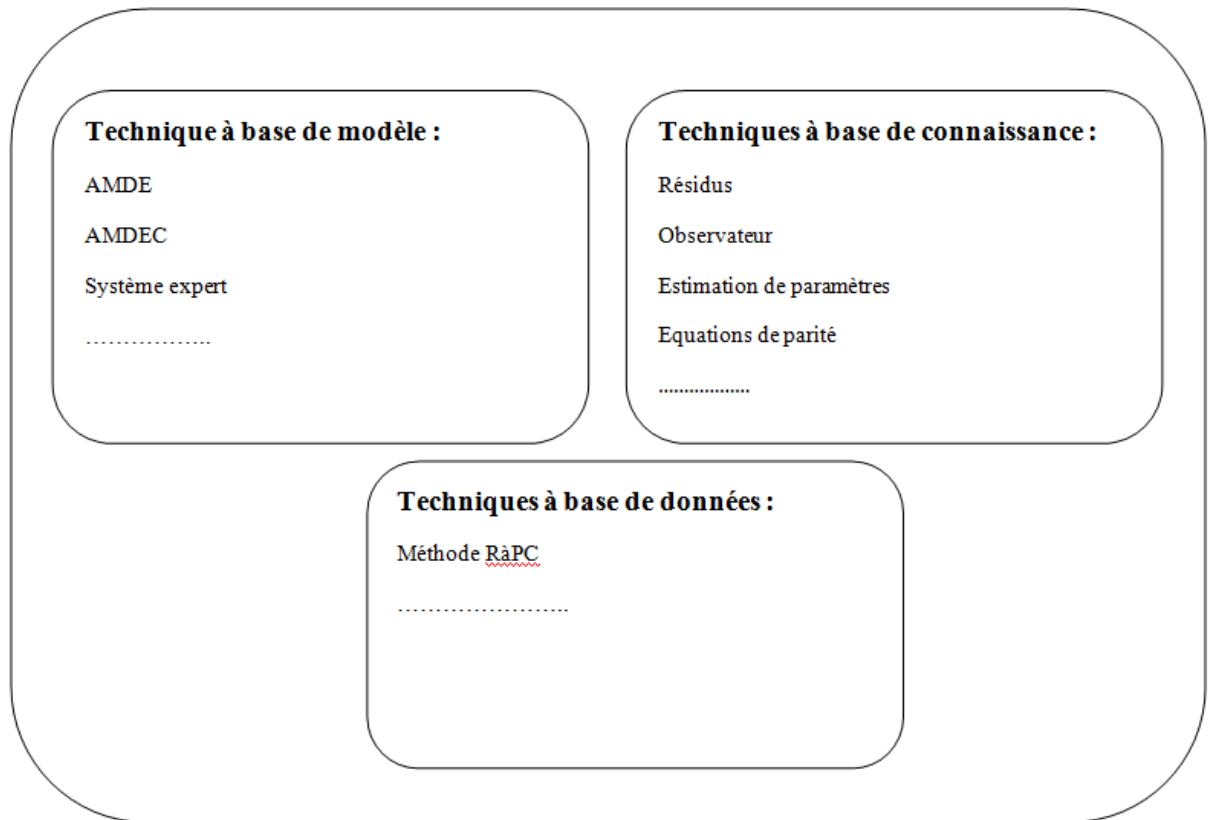 Technique à base de modèle :
AMDE
AMDEC
Système expert
……………..
Techniques à base de connaissance :
Résidus
Observateur
Estimation de paramètres
Equations de parité
..................
Techniques à base de données :
Méthode RàPC
…………………..